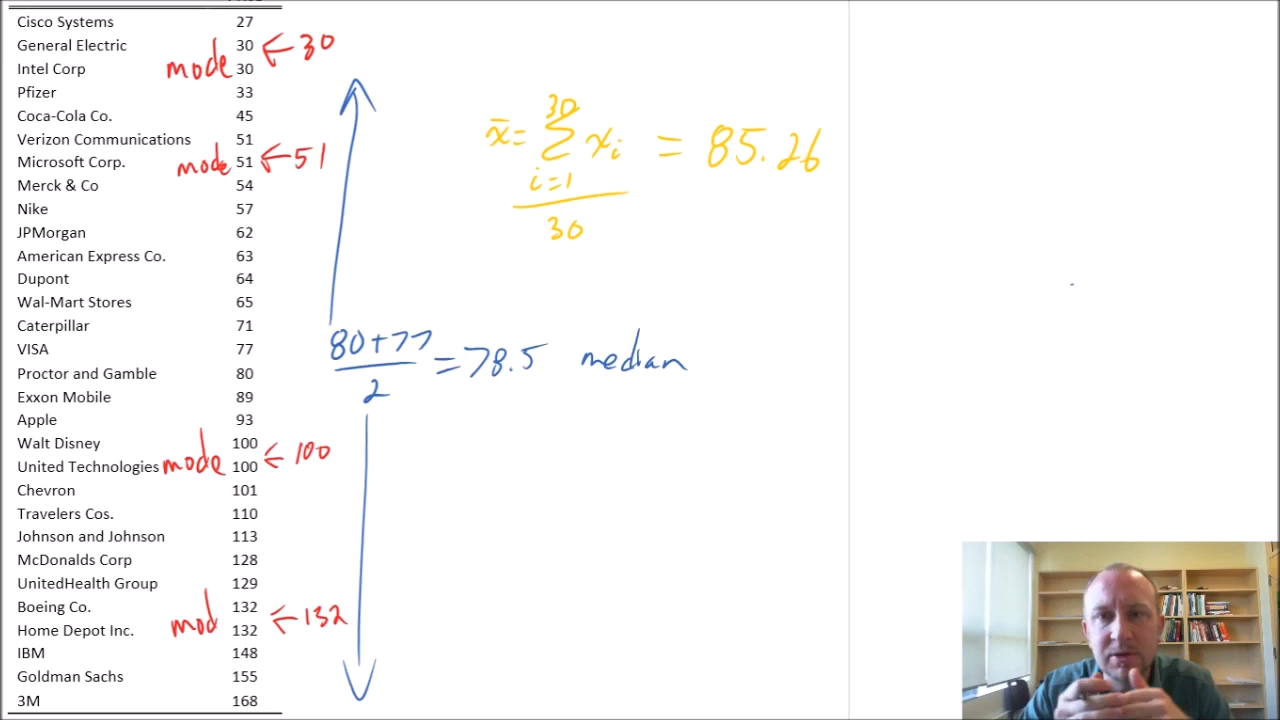 Cisco Systems 27
General Electric 30 ← 30
Intel Corp mode 30
Pfizer 33
Coca-Cola Co. 45
Verizon Communications 51
Microsoft Corp. mode 51 ← 51
Merck & Co 54
Nike 57
JPMorgan 62
American Express Co. 63
Dupont 64
Wal-Mart Stores 65
Caterpillar 71
VISA 77
Proctor and Gamble 80
Exxon Mobile 89
Apple 93
Walt Disney 100
United Technologies mode 100 ← 100
Chevron 101
Travelers Cos. 110
Johnson and Johnson 113
McDonalds Corp 128
UnitedHealth Group 129
Boeing Co. 132
Home Depot Inc. mod 132 ← 132
IBM 148
Goldman Sachs 155
3M 168
30
x̄ = Σ xi = 85.26
i=1
30
80+77
= 78.5 median
2